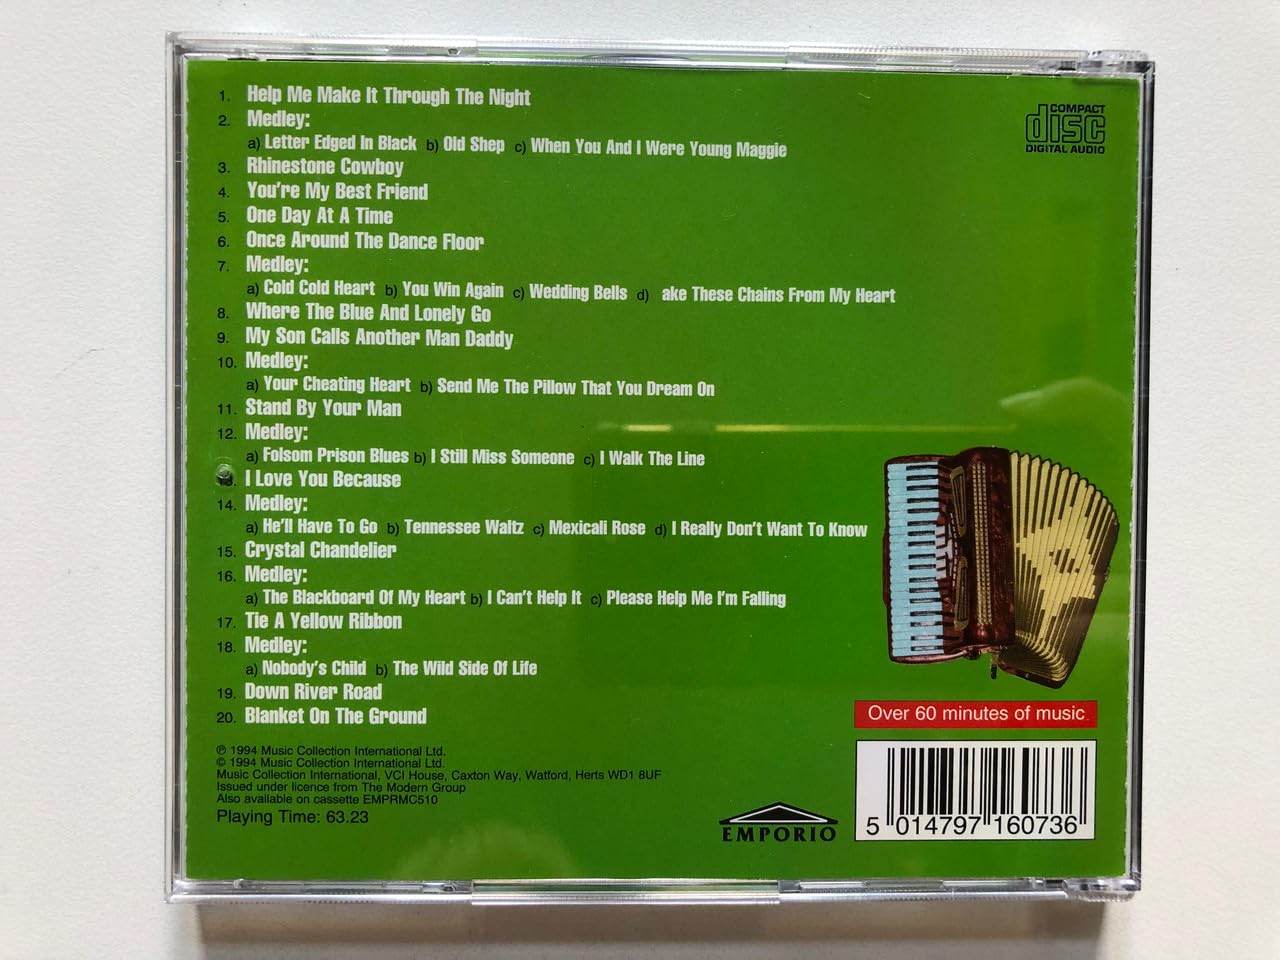 1. Help Me Make It Through The Night
2. Medley:
a) Letter Edged In Black b) Old Shep c) When You And I Were Young Maggie
3. Rhinestone Cowboy
4. You're My Best Friend
5. One Day At A Time
6. Once Around The Dance Floor
7. Medley:
a) Cold Cold Heart b) You Win Again c) Wedding Bells d) ake These Chains From My Heart
8. Where The Blue And Lonely Go
9. My Son Calls Another Man Daddy
10. Medley:
a) Your Cheating Heart b) Send Me The Pillow That You Dream On
11. Stand By Your Man
12. Medley:
a) Folsom Prison Blues b) I Still Miss Someone c) I Walk The Line
13. I Love You Because
14. Medley:
a) He'll Have To Go b) Tennessee Waltz c) Mexicali Rose d) I Really Don't Want To Know
15. Crystal Chandelier
16. Medley:
a) The Blackboard Of My Heart b) I Can't Help It c) Please Help Me I'm Falling
17. Tie A Yellow Ribbon
18. Medley:
a) Nobody's Child b) The Wild Side Of Life
19. Down River Road
20. Blanket On The Ground
COMPACT
disc
DIGITAL AUDIO
Over 60 minutes of music
℗ 1994 Music Collection International Ltd.
© 1994 Music Collection International Ltd.
Music Collection International, VCI House, Caxton Way, Watford, Herts WD1 8UF
Issued under licence from The Modern Group
Also available on cassette EMPRMC510
Playing Time: 63.23
EMPORIO
5 014797 160736